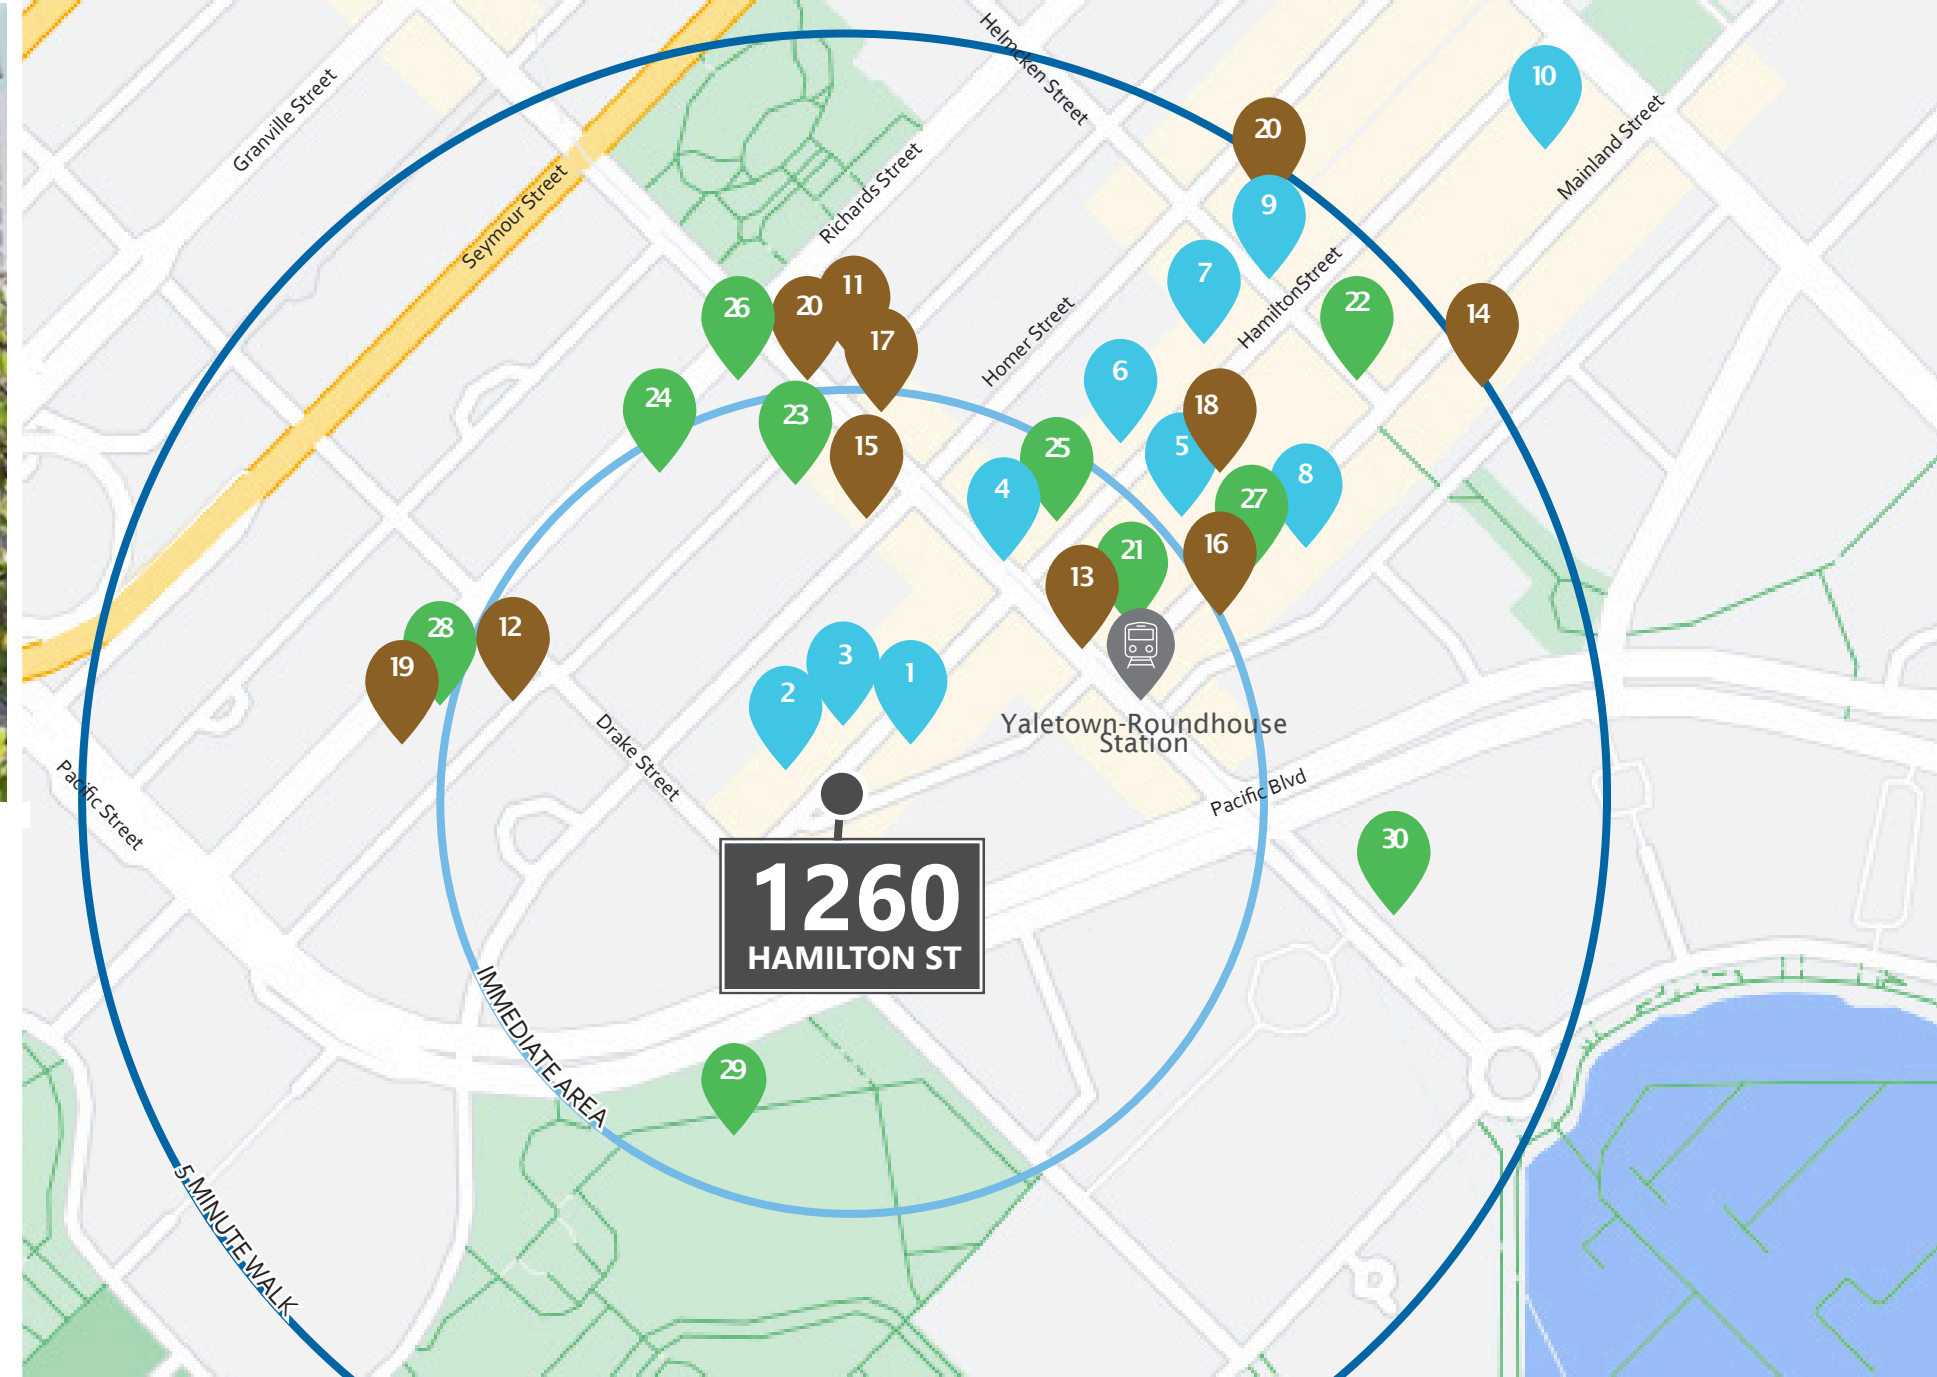 Helmcken Street
10
Granville Street
Mainland Street
20
Seymour Street
Richards Street
9
7
HamiltonStreet
11
26
20
22
14
17
Homer Street
6
24
18
23
15
25
5
8
4
27
16
21
13
28
12
3
19
1
2
Yaletown-Roundhouse
Station
Drake Street
Pacific Street
Pacific Blvd
30
1260
HAMILTON ST
IMMEDIATE AREA
29
5 MINUTE WALK